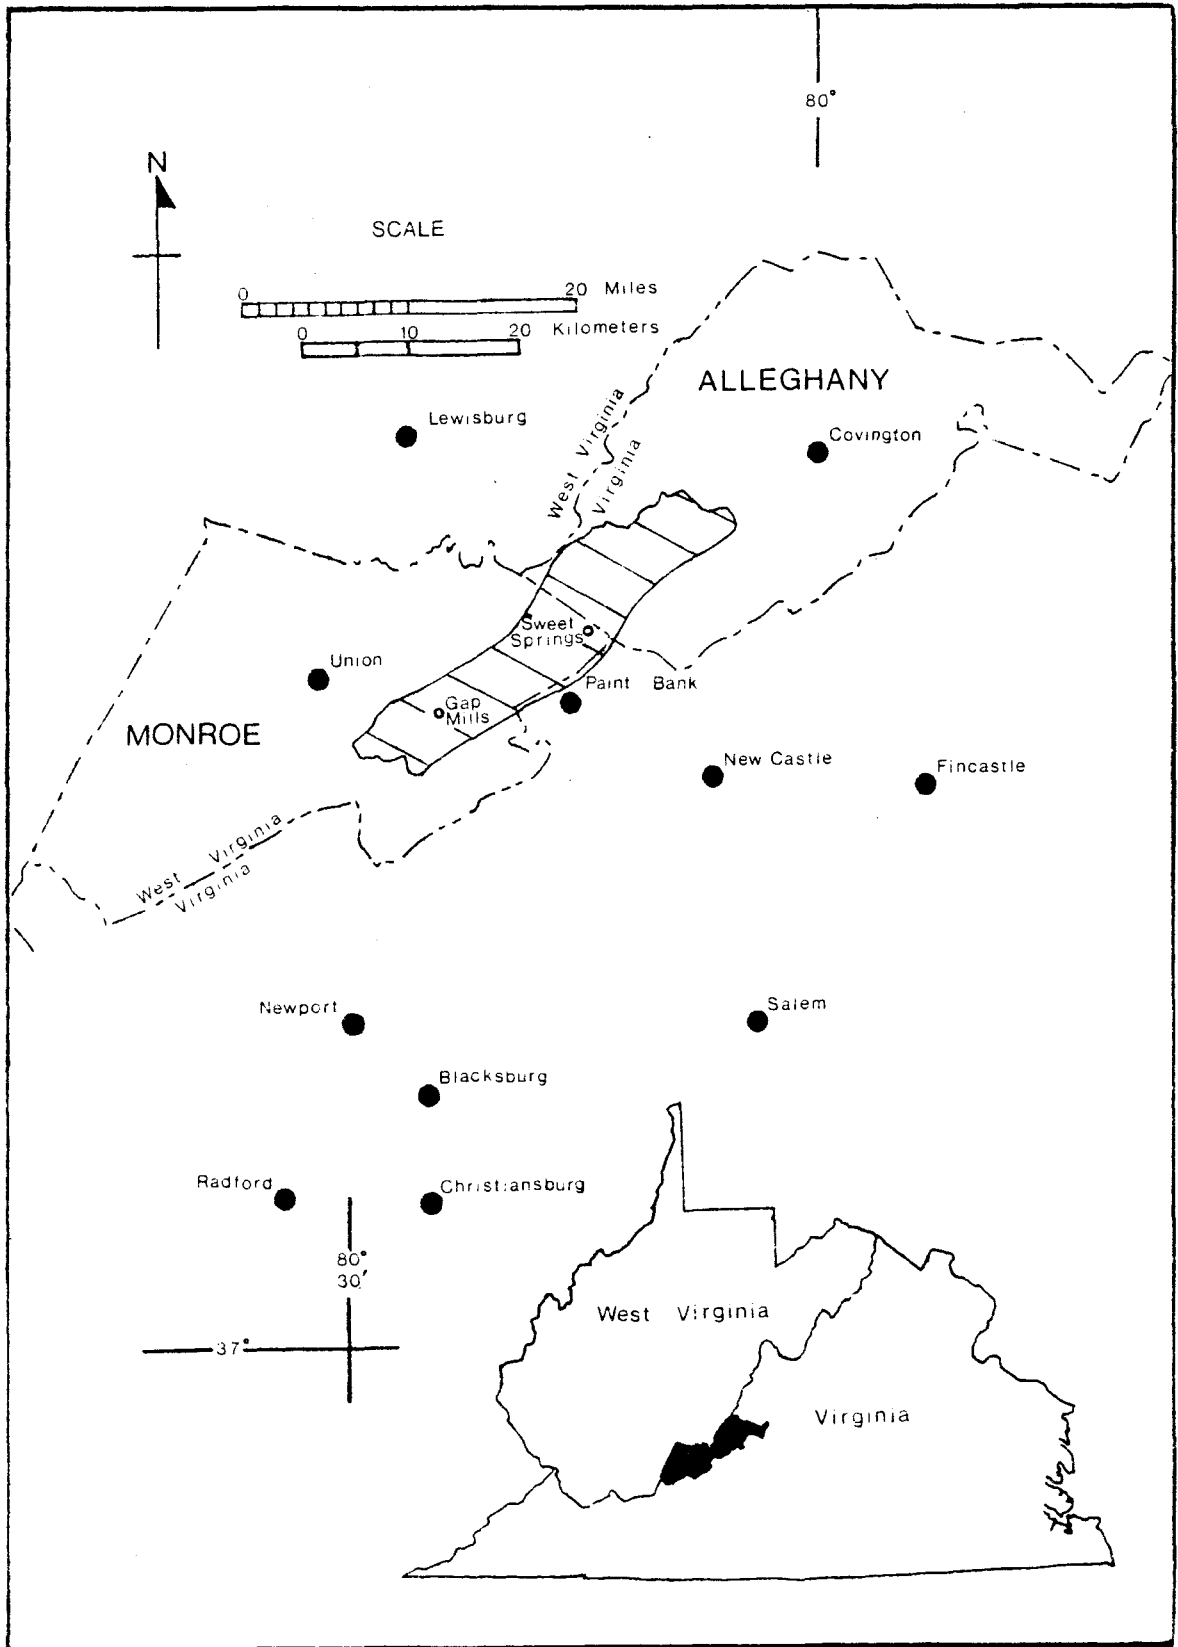 80°
N
SCALE
0 20 Miles
0 10 20 Kilometers
ALLEGHANY
West Virginia
Virginia
Lewisburg
Covington
Sweet
Springs
Union
Paint Bank
Gap
Mills
MONROE
New Castle
Fincastle
West Virginia
Virginia
Newport
Salem
Blacksburg
Radford
Christiansburg
80°
30'
37°
West Virginia
Virginia